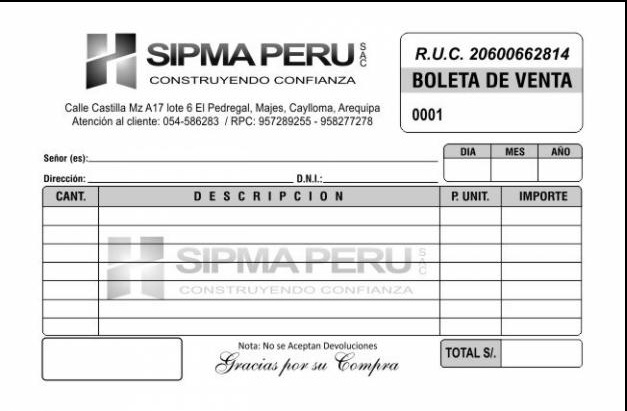 SIPMA PERU SAC
CONSTRUYENDO CONFIANZA
Calle Castilla Mz A17 lote 6 El Pedregal, Majes, Caylloma, Arequipa
Atención al cliente: 054-586283 / RPC: 957289255 - 958277278
R.U.C. 20600662814
BOLETA DE VENTA
0001
Señor (es):
DIA MES AÑO
Dirección: D.N.I.:
CANT. DESCRIPCION P. UNIT. IMPORTE
SIPMA PERU SAC
CONSTRUYENDO CONFIANZA
Nota: No se Aceptan Devoluciones
Gracias por su Compra
TOTAL S/.